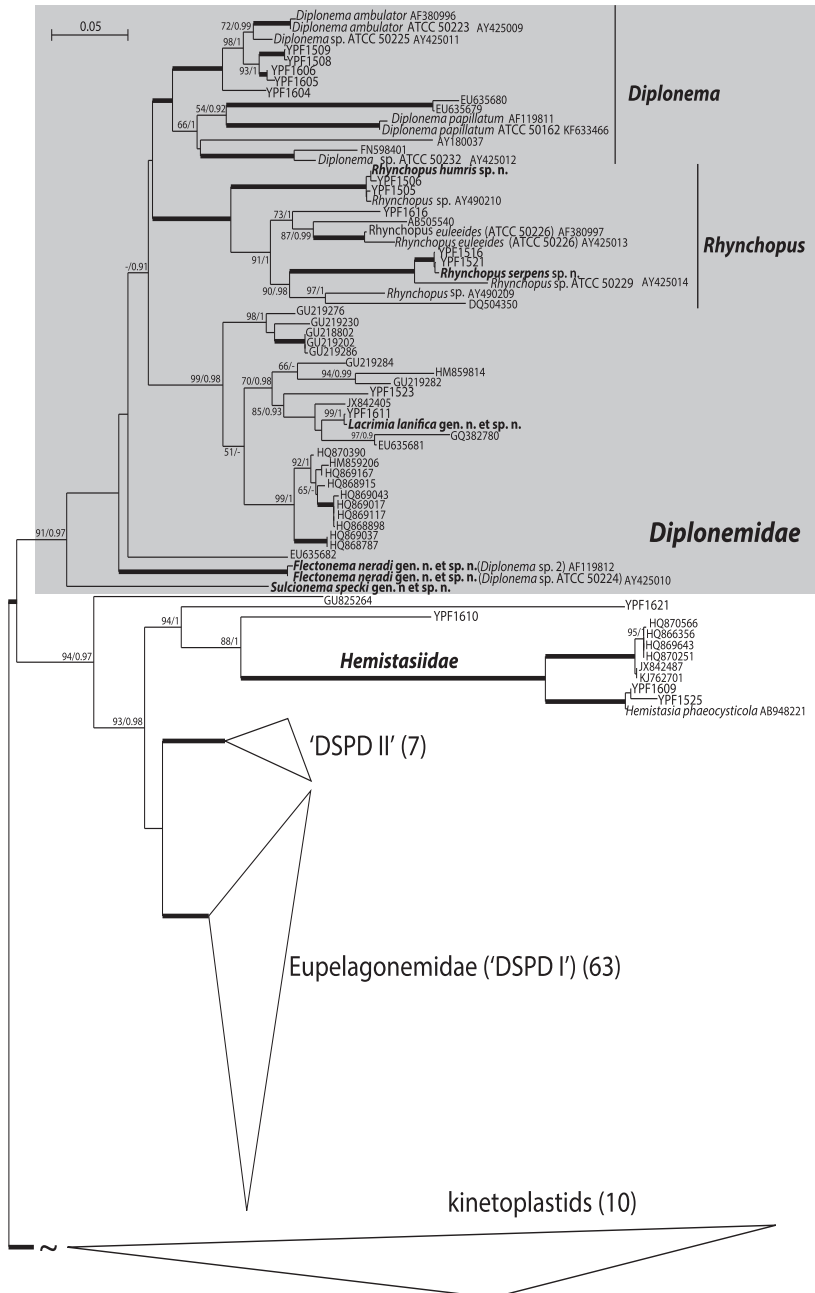 0.05
72/0.99
Diplonema ambulator AF380996
Diplonema ambulator ATCC 50223 AY425009
Diplonema sp. ATCC 50225 AY425011
98/1
YPF1509
YPF1508
93/1
YPF1606
YPF1605
YPF1604
Diplonema
54/0.92
EU635680
EU635679
66/1
Diplonema papillatum AF119811
Diplonema papillatum ATCC 50162 KF633466
AY180037
FN598401
Diplonema sp. ATCC 50232 AY425012
Rhynchopus humris sp. n.
YPF1506
YPF1505
Rhynchopus sp. AY490210
73/1
YPF1616
AB505540
87/0.99
Rhynchopus euleeides (ATCC 50226) AF380997
Rhynchopus euleeides (ATCC 50226) AY425013
Rhynchopus
91/1
YPF1516
YPF1521
Rhynchopus serpens sp. n.
Rhynchopus sp. ATCC 50229 AY425014
90/.98
97/1
Rhynchopus sp. AY490209
DQ504350
-/0.91
98/1
GU219276
GU219230
GU218802
GU219202
GU219286
99/0.98
66/-
GU219284
94/0.99
HM859814
GU219282
70/0.98
YPF1523
85/0.93
JX842405
99/1
YPF1611
Lacrimia lanifica gen. n. et sp. n.
97/0.9
GQ382780
EU635681
51/-
HQ870390
92/1
HM859206
HQ869167
65/-
HQ868915
99/1
HQ869043
HQ869017
HQ869117
HQ868898
HQ869037
HQ868787
Diplonemidae
91/0.97
EU635682
Flectonema neradi gen. n. et sp. n.(Diplonema sp. 2) AF119812
Flectonema neradi gen. n. et sp. n.(Diplonema sp. ATCC 50224) AY425010
Sulcionema specki gen. n et sp. n.
GU825264
YPF1621
94/1
YPF1610
88/1
94/0.97
Hemistasiidae
95/1
HQ870566
HQ866356
HQ869643
HQ870251
JX842487
KJ762701
YPF1609
YPF1525
Hemistasia phaeocysticola AB948221
93/0.98
‘DSPD II’ (7)
Eupelagonemidae (‘DSPD I’) (63)
kinetoplastids (10)
~